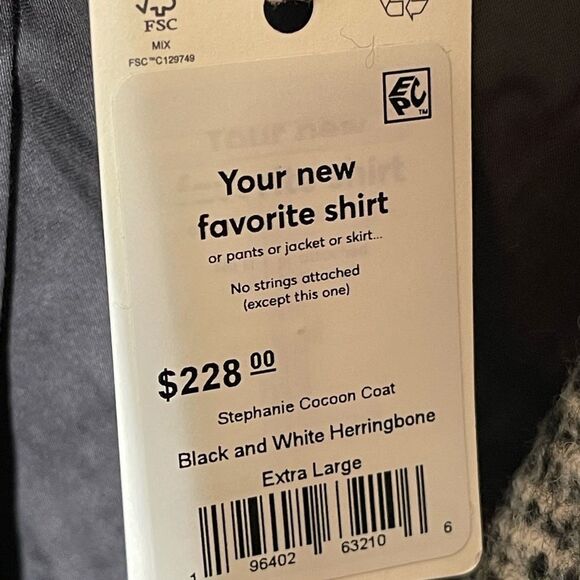 FSC
MIX
FSC™C129749
EPC™
Your new
favorite shirt
or pants or jacket or skirt...
No strings attached
(except this one)
$228 00
Stephanie Cocoon Coat
Black and White Herringbone
Extra Large
1 96402 63210 6